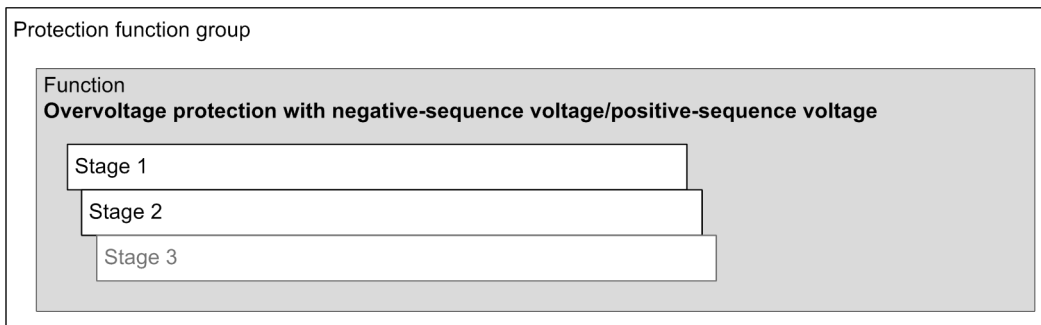 Protection function group
Function
Overvoltage protection with negative-sequence voltage/positive-sequence voltage
Stage 1
Stage 2
Stage 3